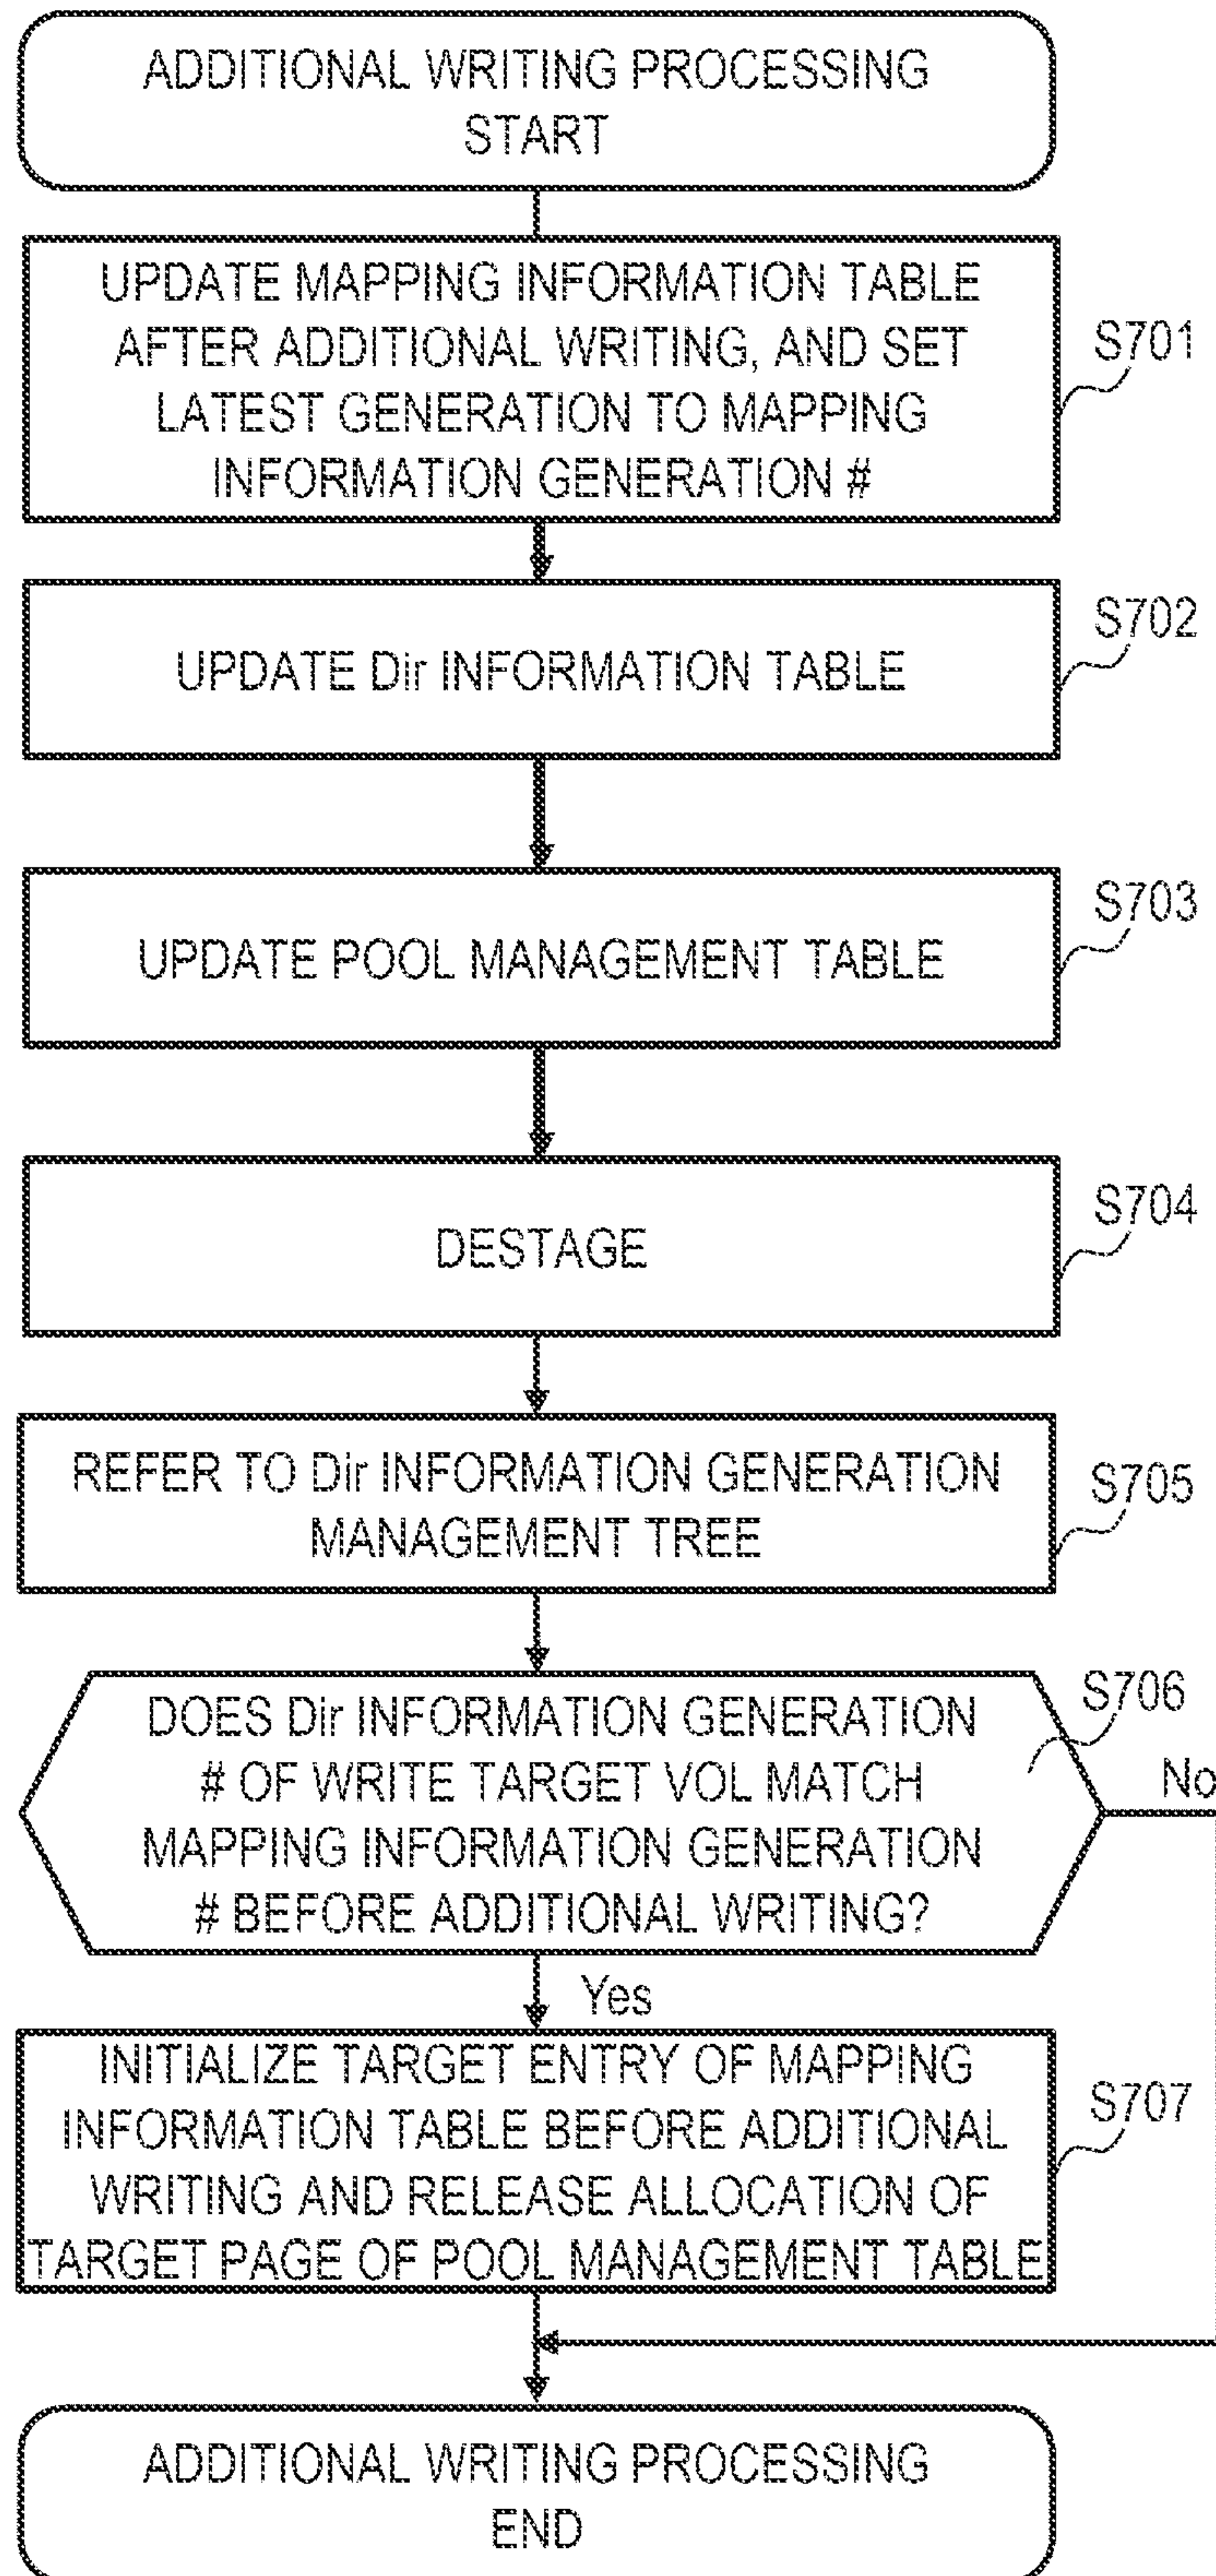 ADDITIONAL WRITING PROCESSING
START
UPDATE MAPPING INFORMATION TABLE
AFTER ADDITIONAL WRITING, AND SET
LATEST GENERATION TO MAPPING
INFORMATION GENERATION #
S701
UPDATE Dir INFORMATION TABLE
S702
UPDATE POOL MANAGEMENT TABLE
S703
DESTAGE
S704
REFER TO Dir INFORMATION GENERATION
MANAGEMENT TREE
S705
DOES Dir INFORMATION GENERATION
# OF WRITE TARGET VOL MATCH
MAPPING INFORMATION GENERATION
# BEFORE ADDITIONAL WRITING?
S706
No
Yes
INITIALIZE TARGET ENTRY OF MAPPING
INFORMATION TABLE BEFORE ADDITIONAL
WRITING AND RELEASE ALLOCATION OF
TARGET PAGE OF POOL MANAGEMENT TABLE
S707
ADDITIONAL WRITING PROCESSING
END